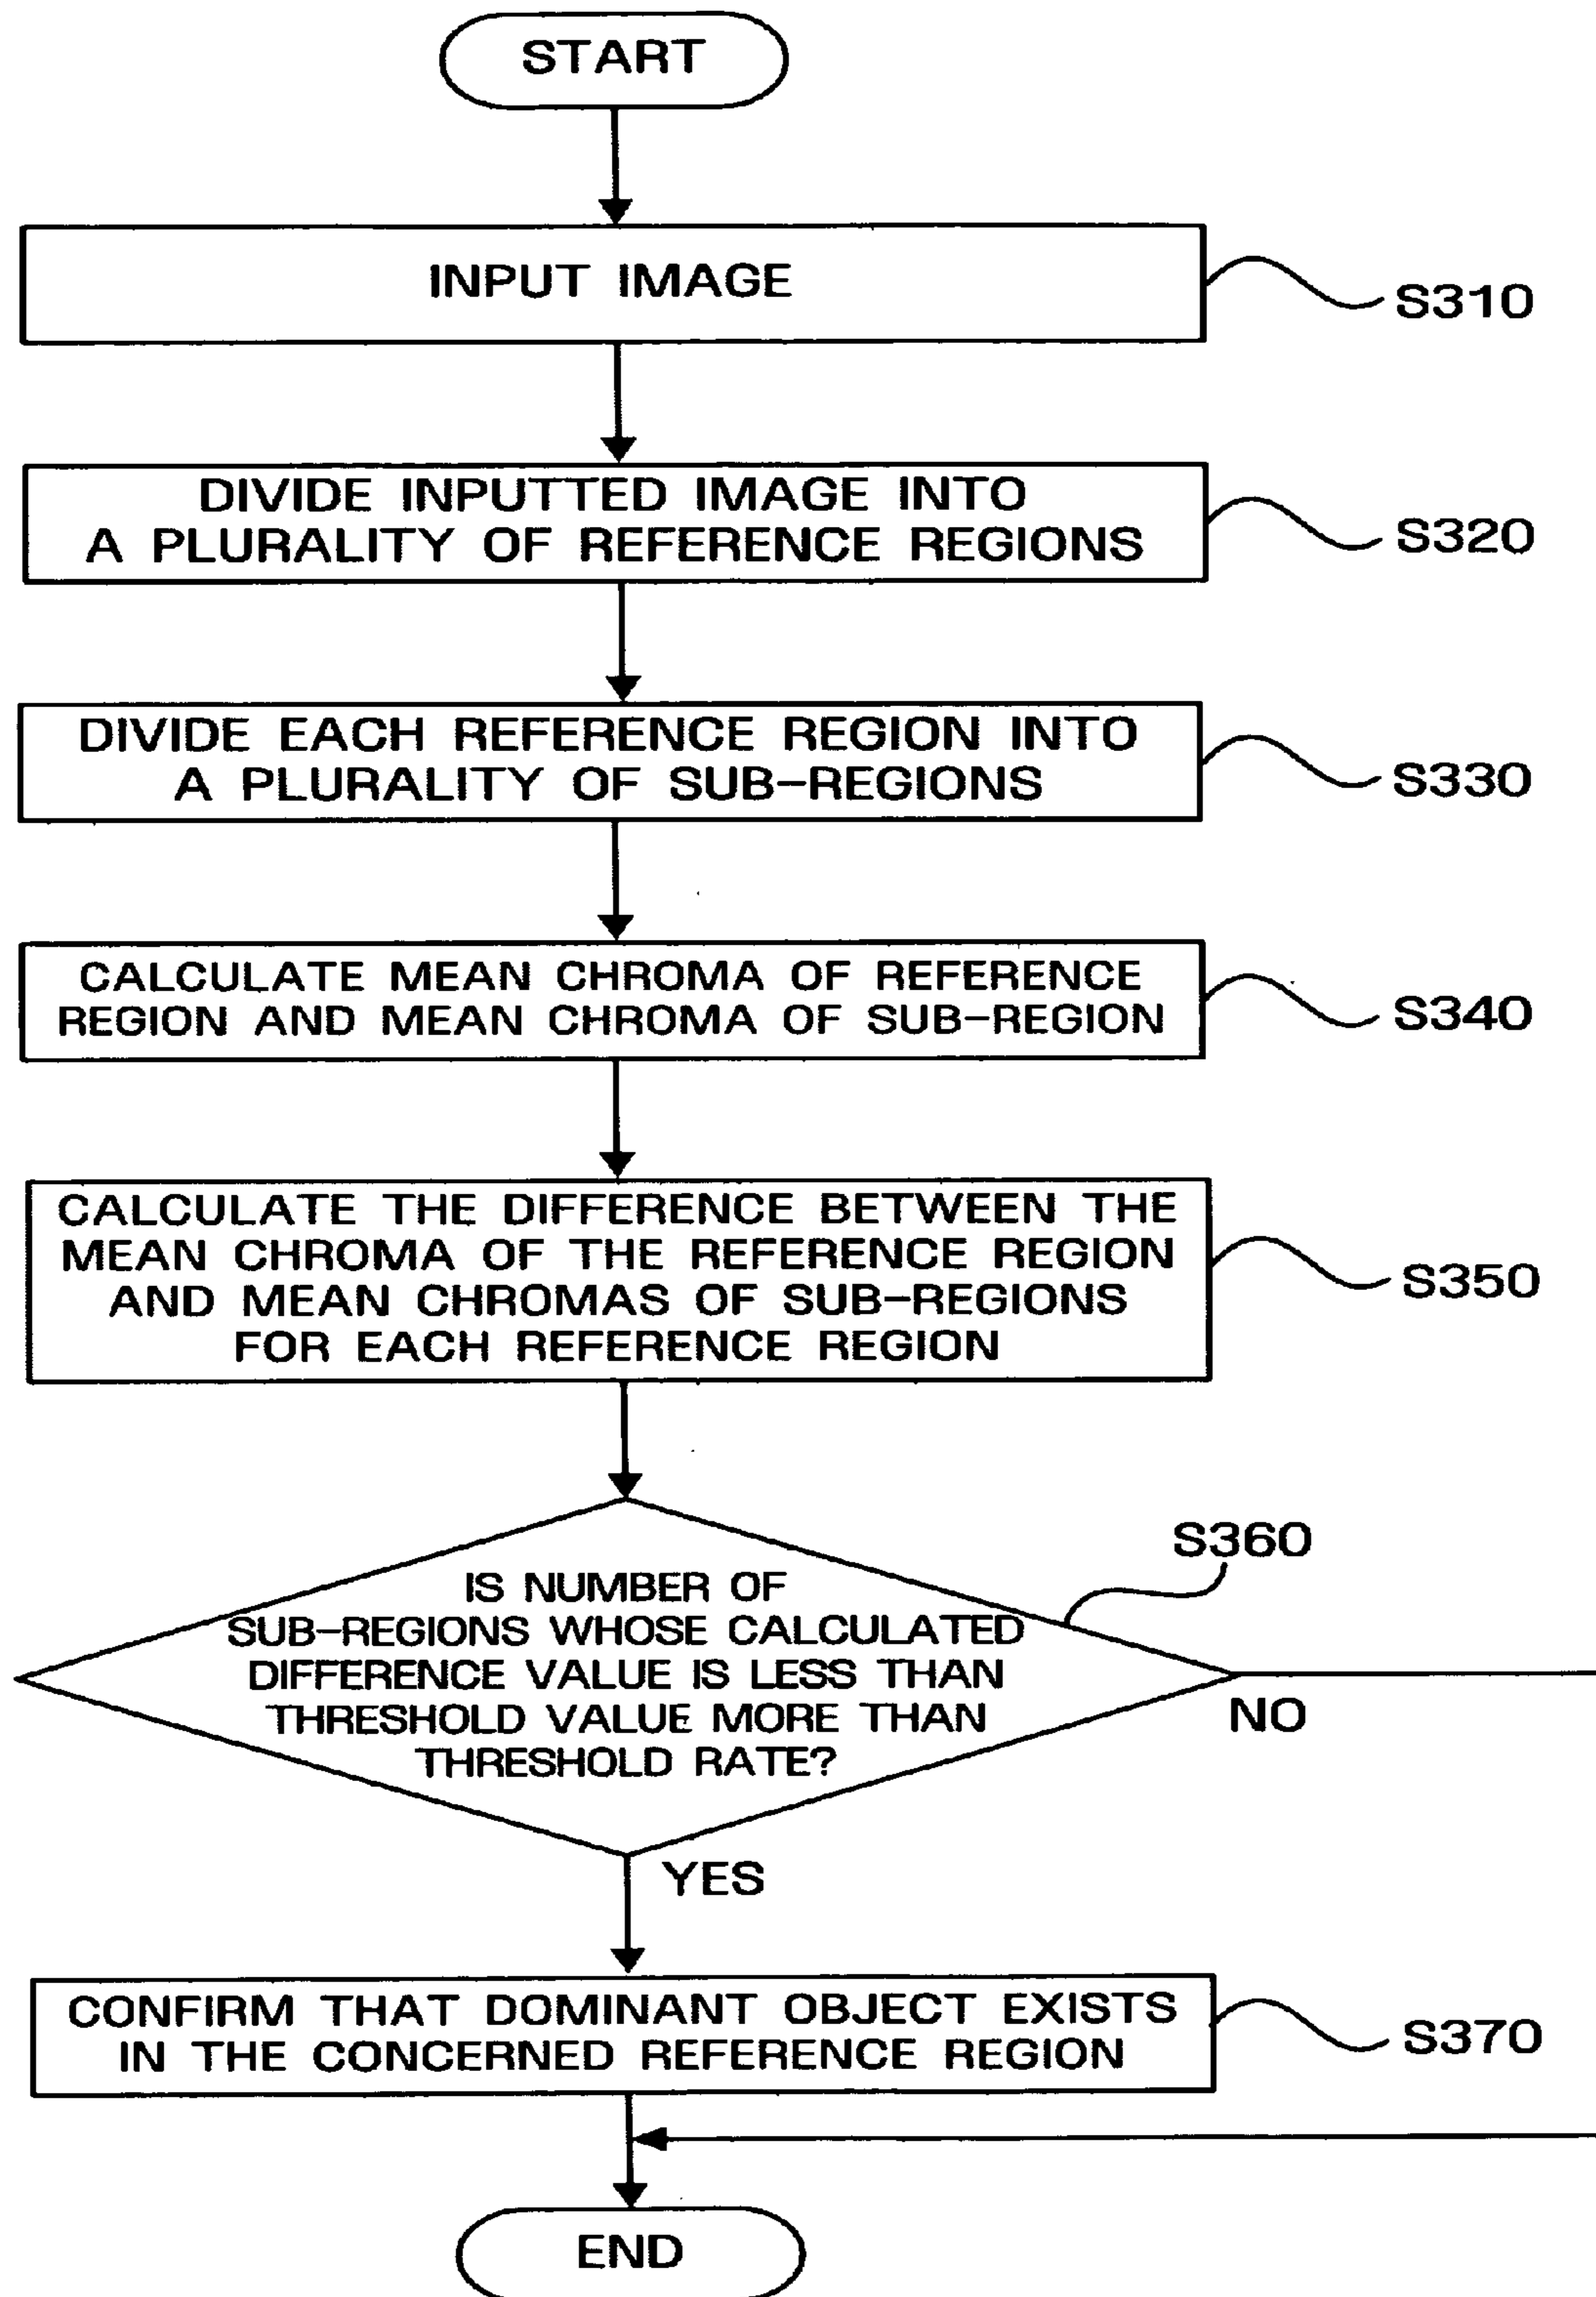 START
INPUT IMAGE
S310
DIVIDE INPUTTED IMAGE INTO
A PLURALITY OF REFERENCE REGIONS
S320
DIVIDE EACH REFERENCE REGION INTO
A PLURALITY OF SUB-REGIONS
S330
CALCULATE MEAN CHROMA OF REFERENCE
REGION AND MEAN CHROMA OF SUB-REGION
S340
CALCULATE THE DIFFERENCE BETWEEN THE
MEAN CHROMA OF THE REFERENCE REGION
AND MEAN CHROMAS OF SUB-REGIONS
FOR EACH REFERENCE REGION
S350
S360
IS NUMBER OF
SUB-REGIONS WHOSE CALCULATED
DIFFERENCE VALUE IS LESS THAN
THRESHOLD VALUE MORE THAN
THRESHOLD RATE?
NO
YES
CONFIRM THAT DOMINANT OBJECT EXISTS
IN THE CONCERNED REFERENCE REGION
S370
END